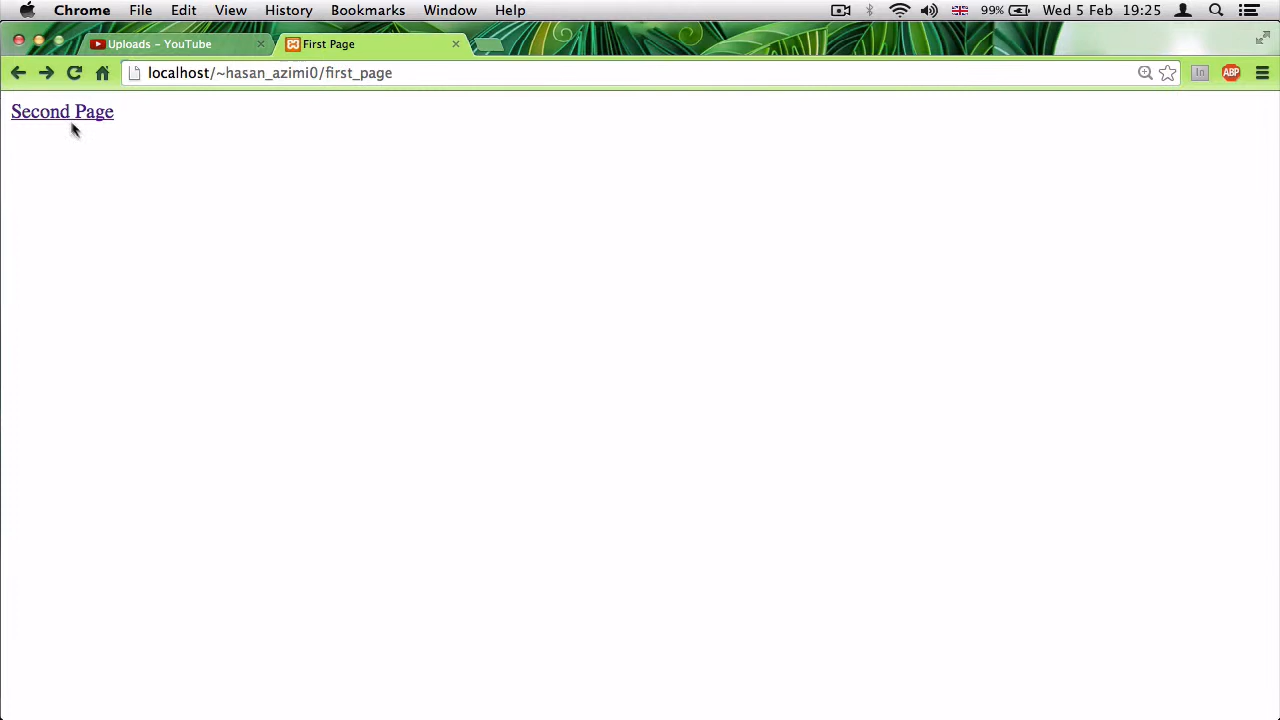 Chrome File Edit View History Bookmarks Window Help 99% Wed 5 Feb 19:25
Uploads – YouTube First Page
localhost/~hasan_azimi0/first_page In ABP
Second Page